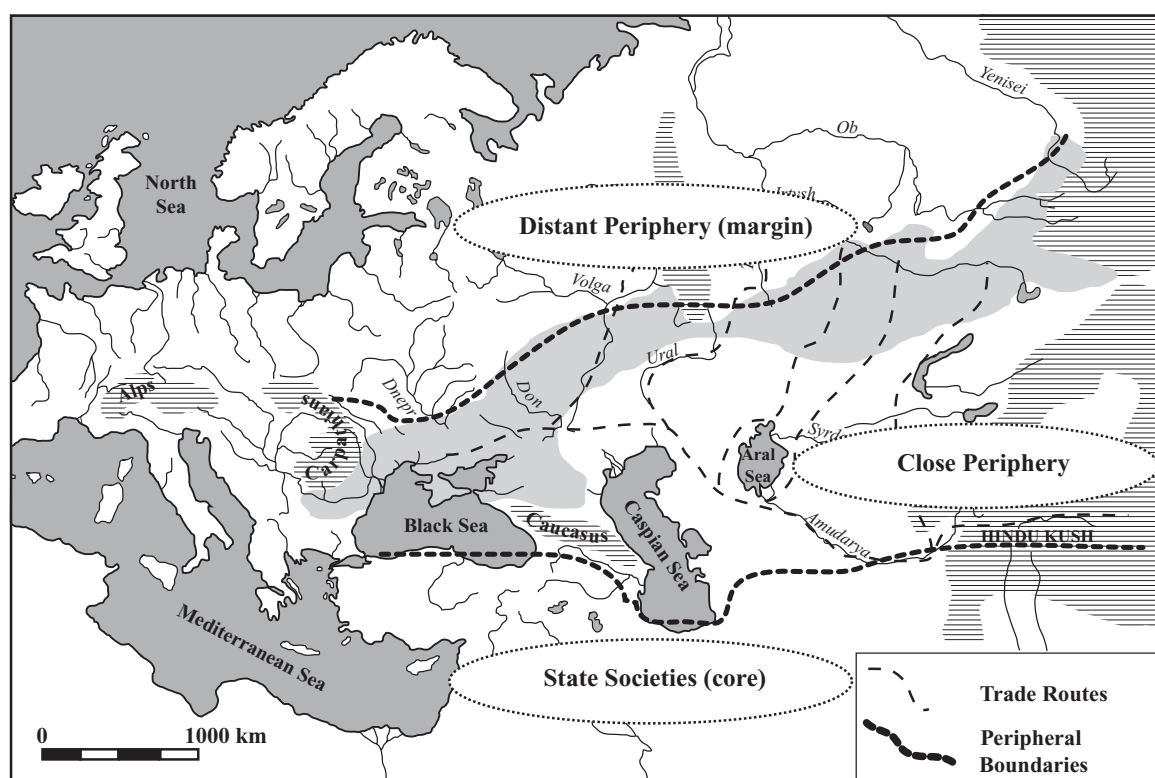 Yenisei
Ob
North
Sea
Distant Periphery (margin)
Volga
Ural
Alps
Dnepr
Don
Carpathians
Syrd
Aral
Sea
Close Periphery
Black Sea
Caucasus
Caspian Sea
Amudarya
HINDU KUSH
Mediterranean Sea
State Societies (core)
Trade Routes
Peripheral
Boundaries
0 1000 km